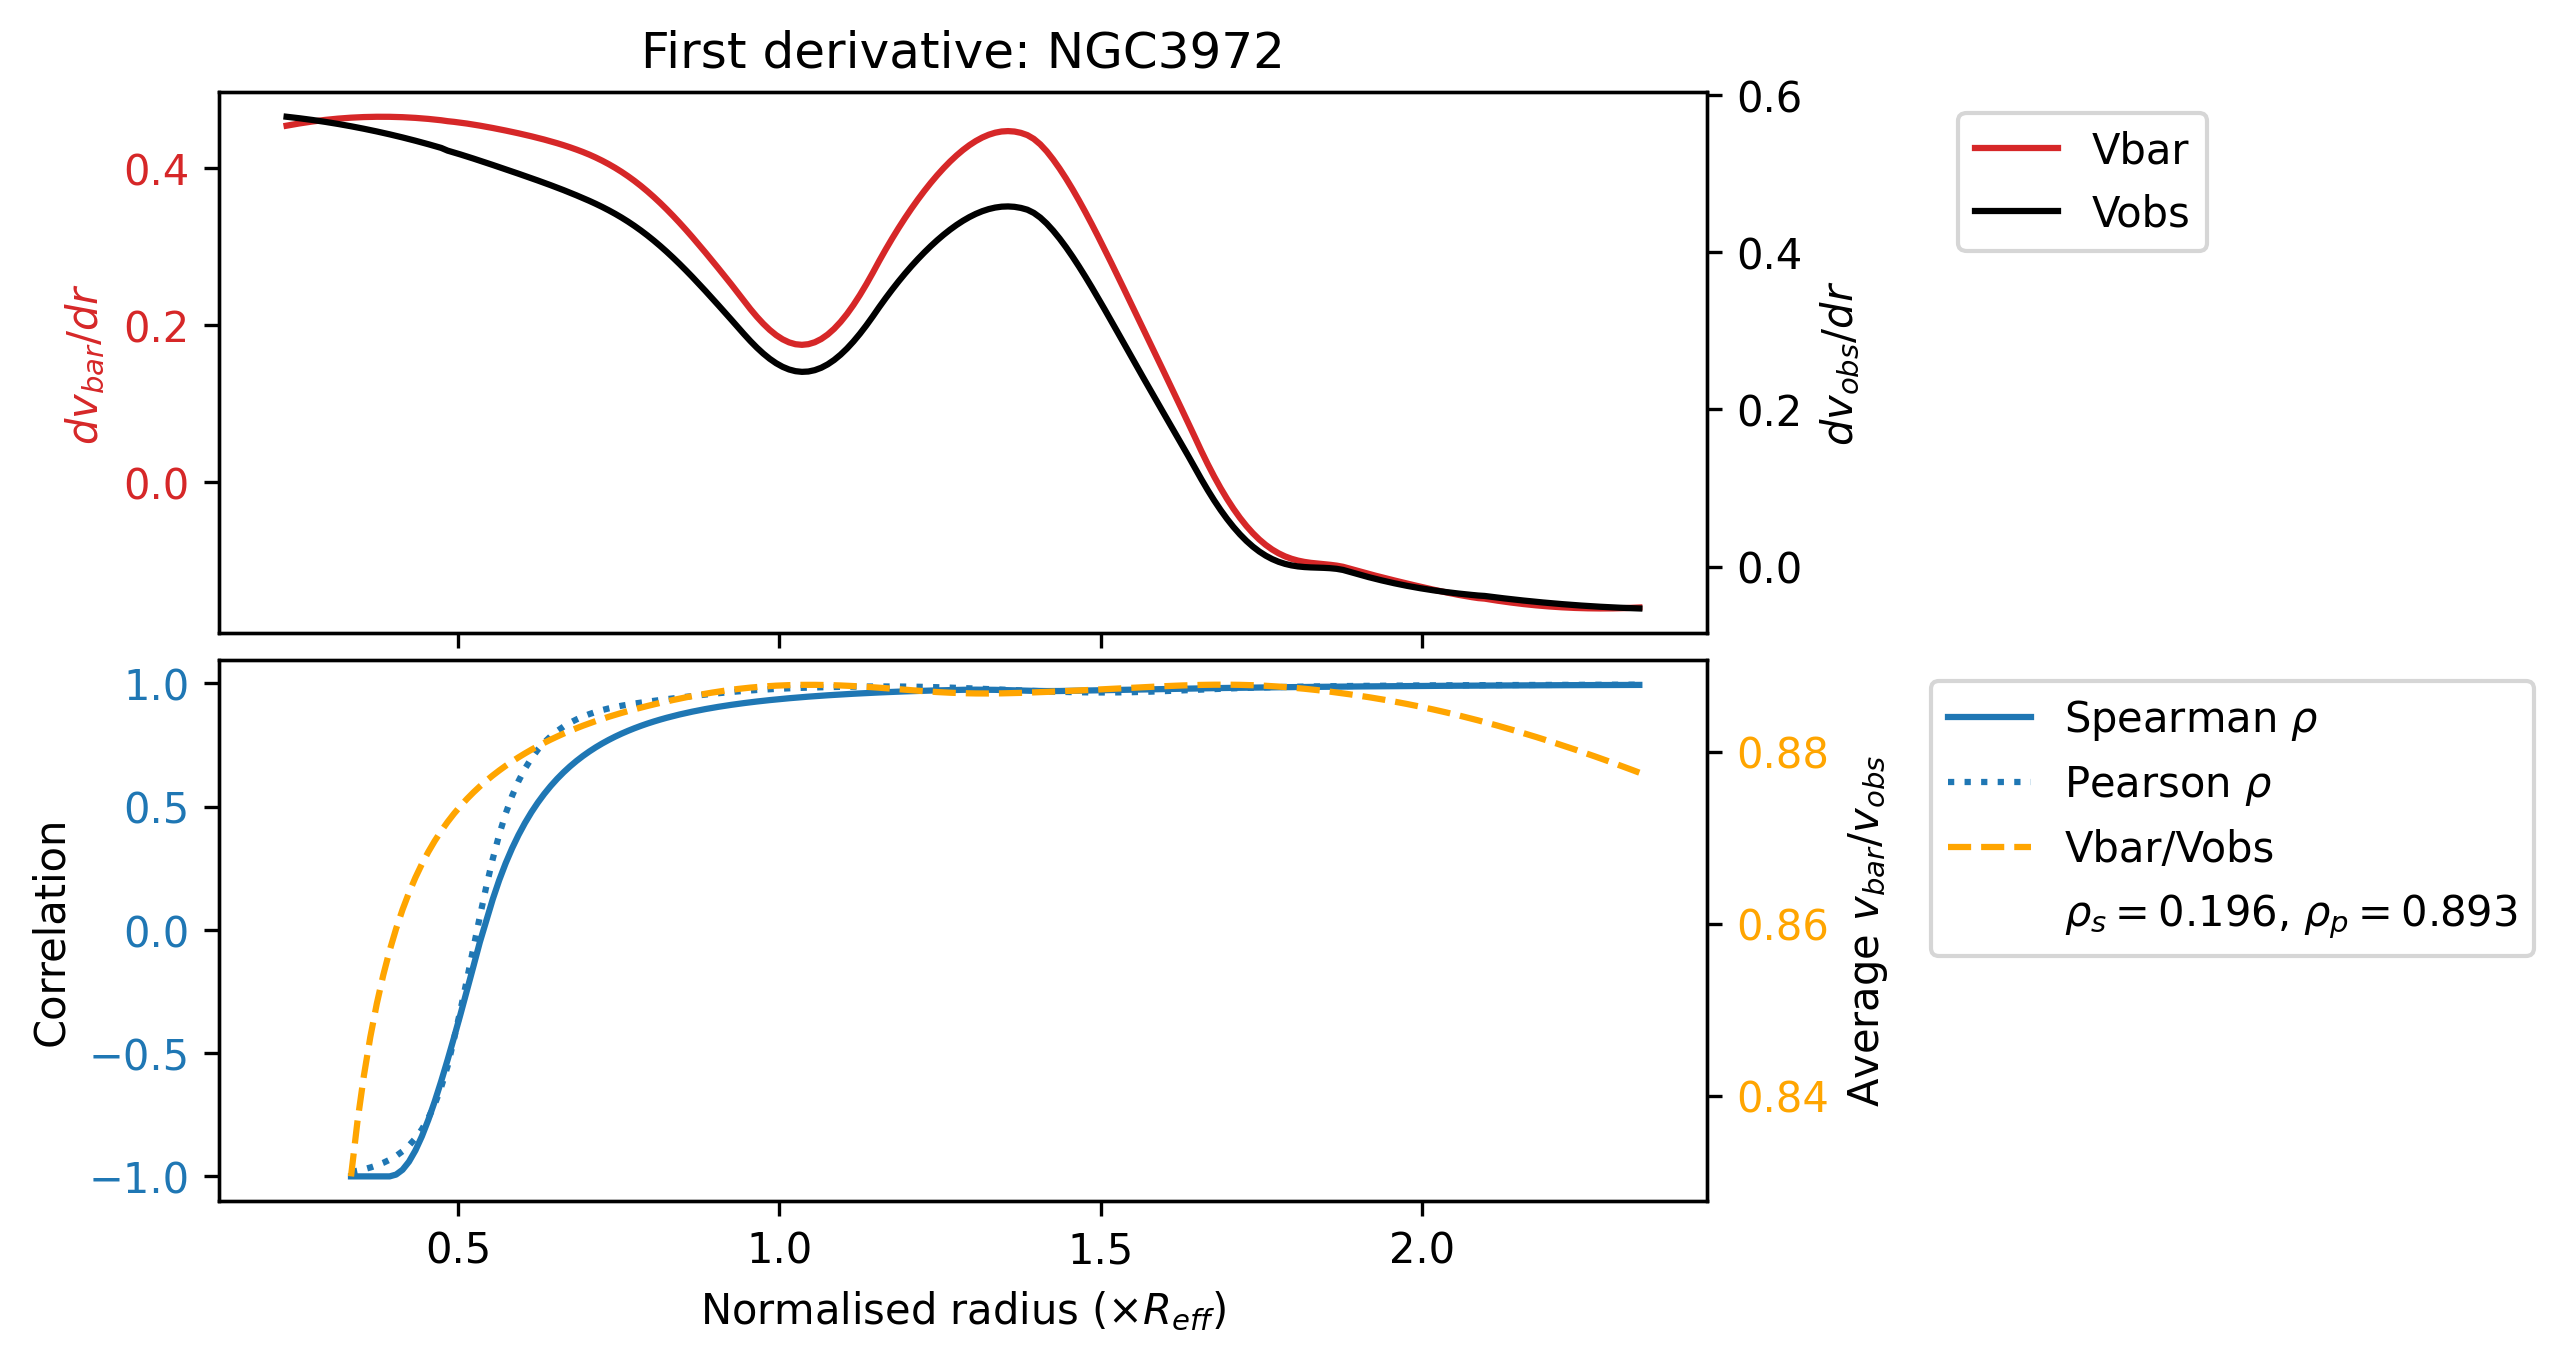 First derivative: NGC3972
0.4
0.2
0.0
dv_bar/dr
0.6
0.4
0.2
0.0
dv_obs/dr
Vbar
Vobs
1.0
0.5
0.0
−0.5
−1.0
Correlation
0.88
0.86
0.84
Average v_bar/v_obs
Spearman ρ
Pearson ρ
Vbar/Vobs
ρ_s = 0.196, ρ_p = 0.893
0.5 1.0 1.5 2.0
Normalised radius (×R_eff)